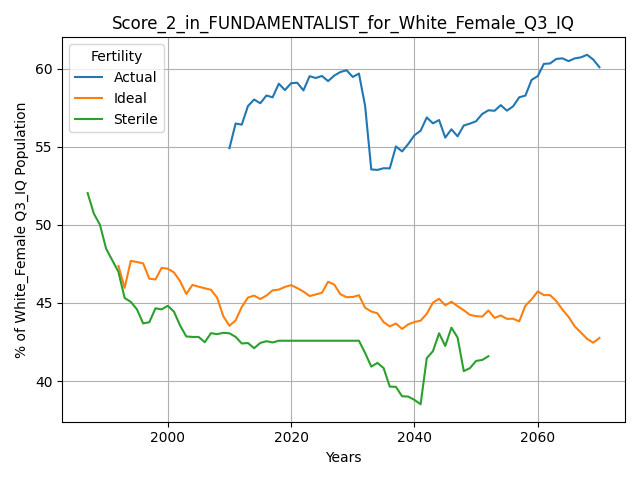 Score_2_in_FUNDAMENTALIST_for_White_Female_Q3_IQ
Fertility
Actual
Ideal
Sterile
% of White_Female Q3_IQ Population
60
55
50
45
40
2000
2020
2040
2060
Years